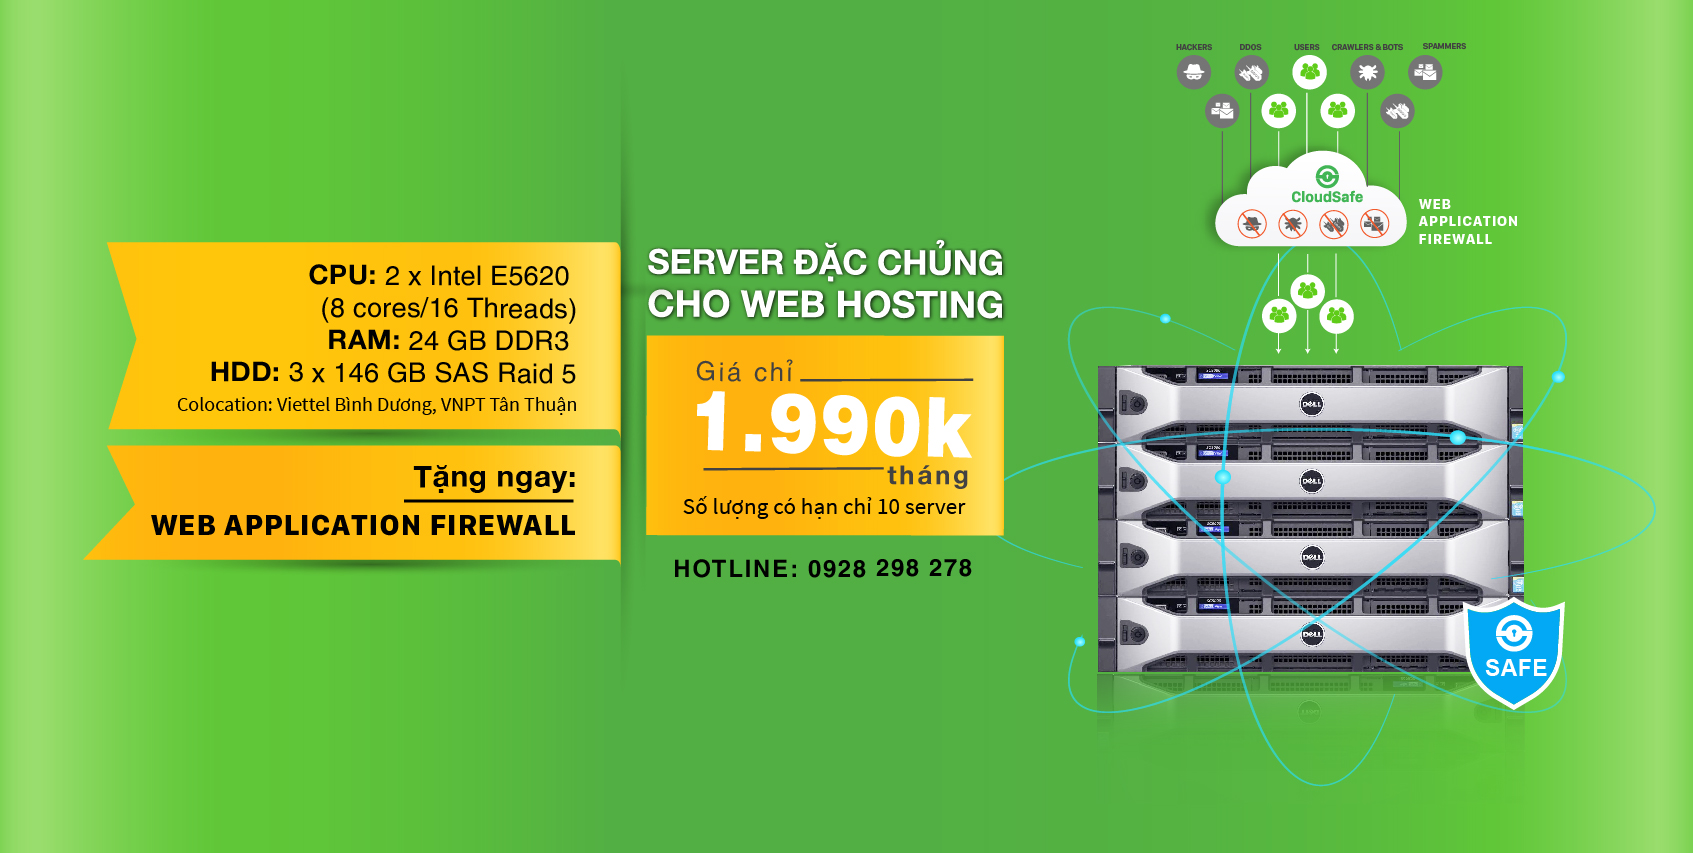 HACKERS DDOS USERS CRAWLERS & BOTS SPAMMERS
CloudSafe
WEB
APPLICATION
FIREWALL
CPU: 2 x Intel E5620
(8 cores/16 Threads)
RAM: 24 GB DDR3
HDD: 3 x 146 GB SAS Raid 5
Colocation: Viettel Bình Dương, VNPT Tân Thuận
Tặng ngay:
WEB APPLICATION FIREWALL
SERVER ĐẶC CHỦNG
CHO WEB HOSTING
Giá chỉ
1.990k
tháng
Số lượng có hạn chỉ 10 server
HOTLINE: 0928 298 278
DELL
DELL
DELL
DELL
SAFE